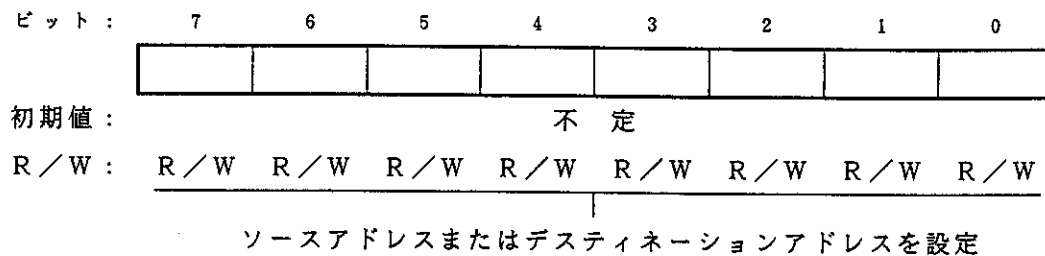 ビット： 7 6 5 4 3 2 1 0
初期値： 不 定
R／W： R／W R／W R／W R／W R／W R／W R／W R／W
ソースアドレスまたはデスティネーションアドレスを設定